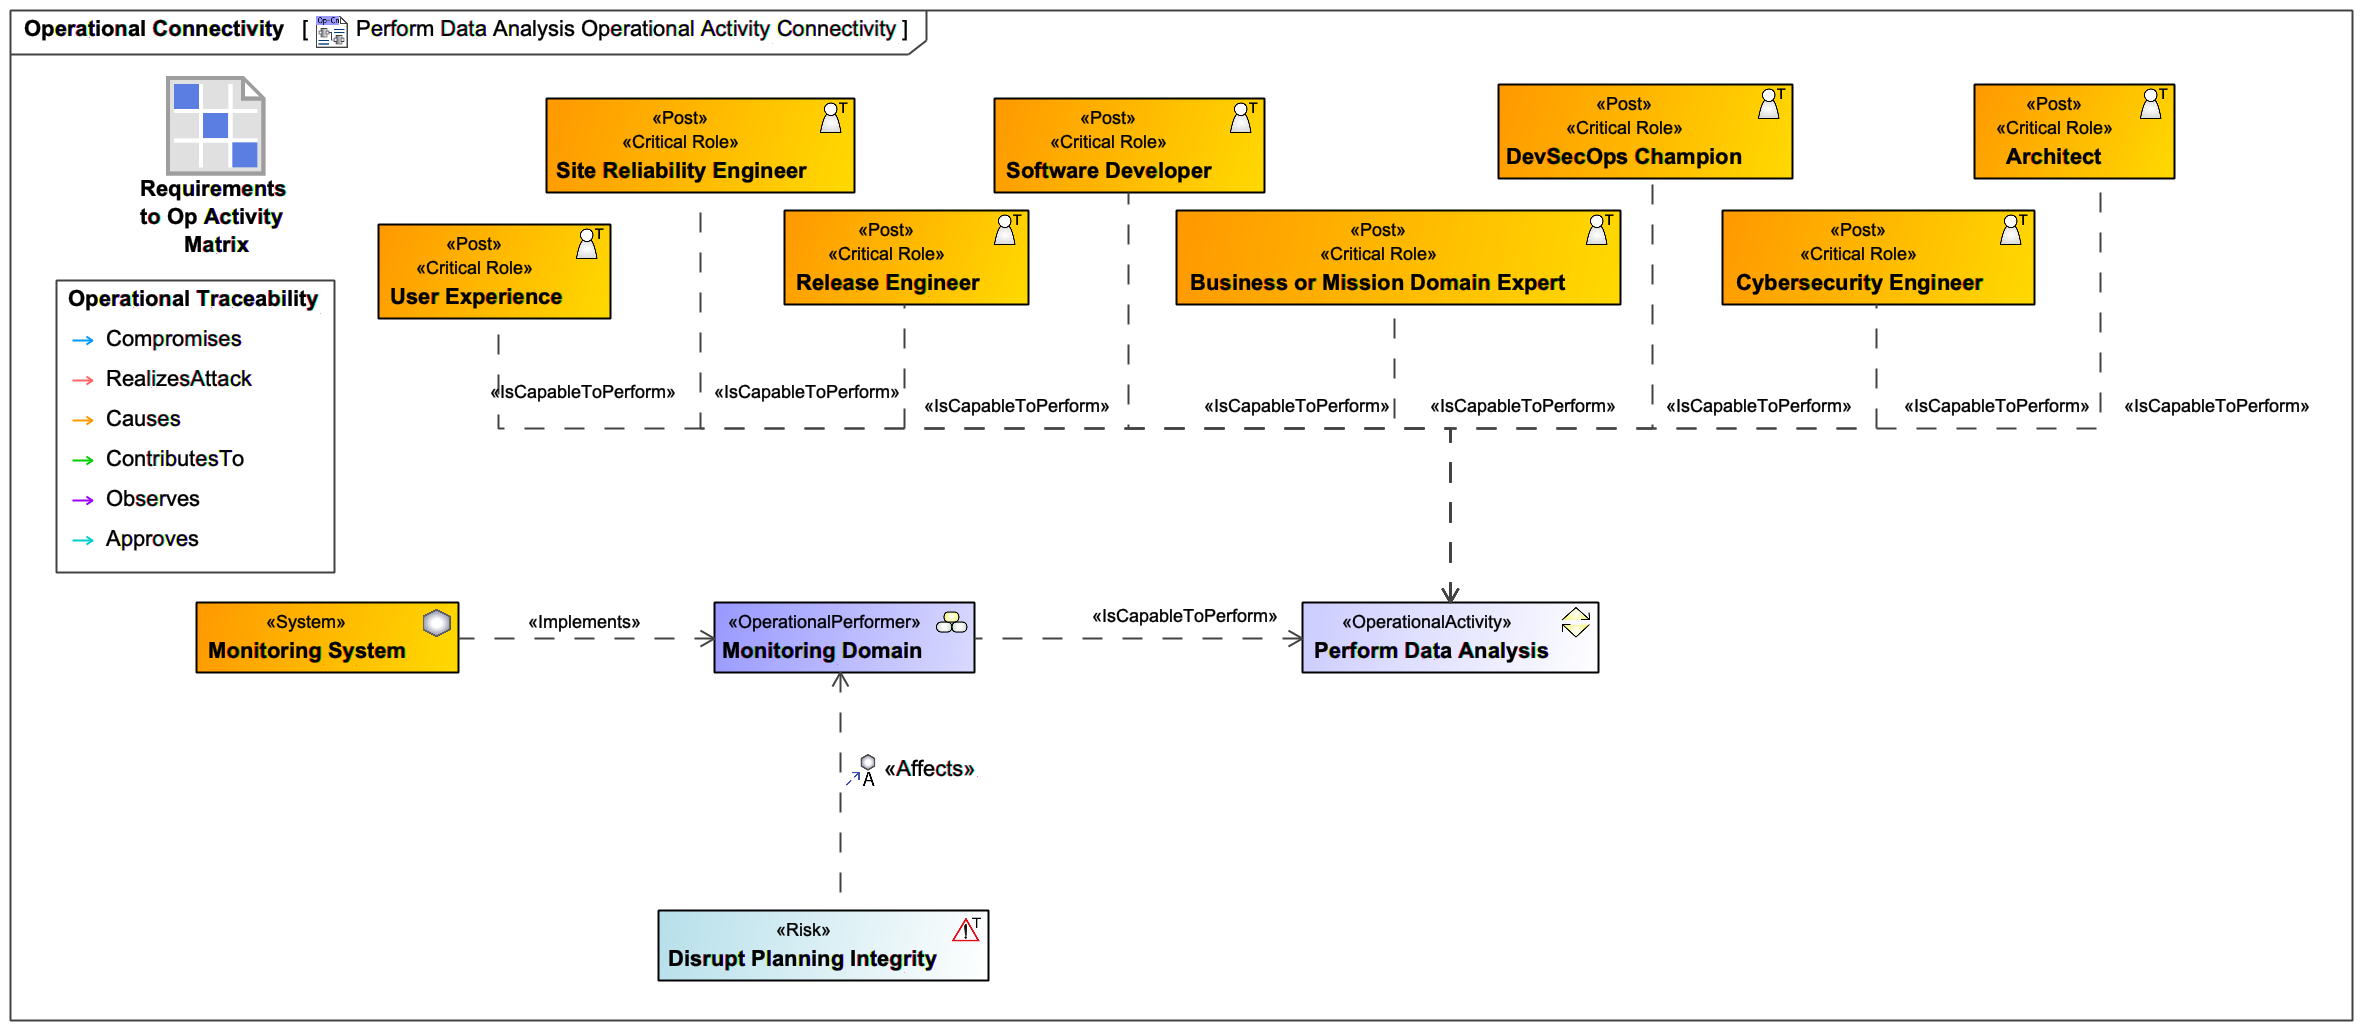 Operational Connectivity [ Op-Cn Perform Data Analysis Operational Activity Connectivity ]
Requirements
to Op Activity
Matrix
Operational Traceability
Compromises
RealizesAttack
Causes
ContributesTo
Observes
Approves
«Post»
«Critical Role»
Site Reliability Engineer
T
«Post»
«Critical Role»
Software Developer
T
«Post»
«Critical Role»
DevSecOps Champion
T
«Post»
«Critical Role»
Architect
T
«Post»
«Critical Role»
User Experience
T
«Post»
«Critical Role»
Release Engineer
T
«Post»
«Critical Role»
Business or Mission Domain Expert
T
«Post»
«Critical Role»
Cybersecurity Engineer
T
«IsCapableToPerform»
«IsCapableToPerform»
«IsCapableToPerform»
«IsCapableToPerform»
«IsCapableToPerform»
«IsCapableToPerform»
«IsCapableToPerform»
«IsCapableToPerform»
«System»
Monitoring System
«Implements»
«OperationalPerformer»
Monitoring Domain
«IsCapableToPerform»
«OperationalActivity»
Perform Data Analysis
A
«Affects»
«Risk»
Disrupt Planning Integrity
T